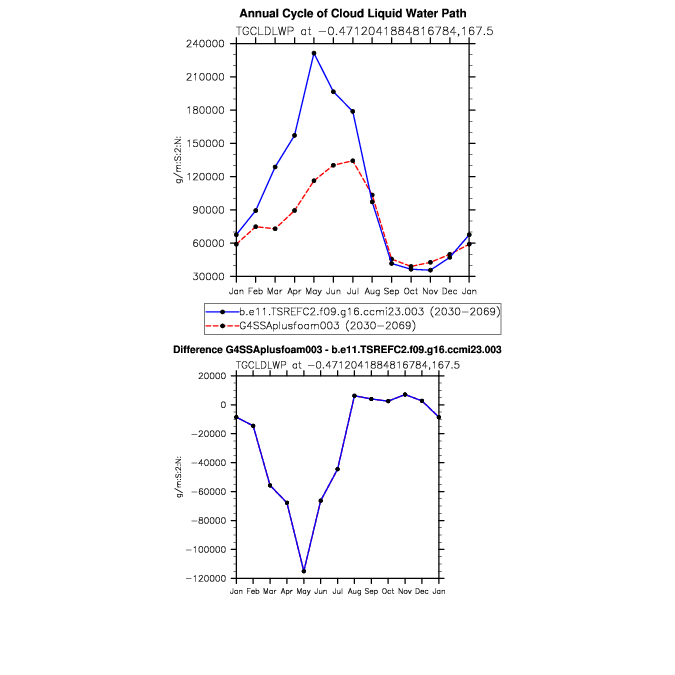 Annual Cycle of Cloud Liquid Water Path
TGCLDLWP at −0.4712041884816784,167.5
240000
210000
180000
150000
120000
90000
60000
30000
g/m:S:2:N:
Jan Feb Mar Apr May Jun Jul Aug Sep Oct Nov Dec Jan
b.e11.TSREFC2.f09.g16.ccmi23.003 (2030−2069)
G4SSAplusfoam003 (2030−2069)
Difference G4SSAplusfoam003 - b.e11.TSREFC2.f09.g16.ccmi23.003
TGCLDLWP at −0.4712041884816784,167.5
20000
0
−20000
−40000
−60000
−80000
−100000
−120000
g/m:S:2:N:
Jan Feb Mar Apr May Jun Jul Aug Sep Oct Nov Dec Jan